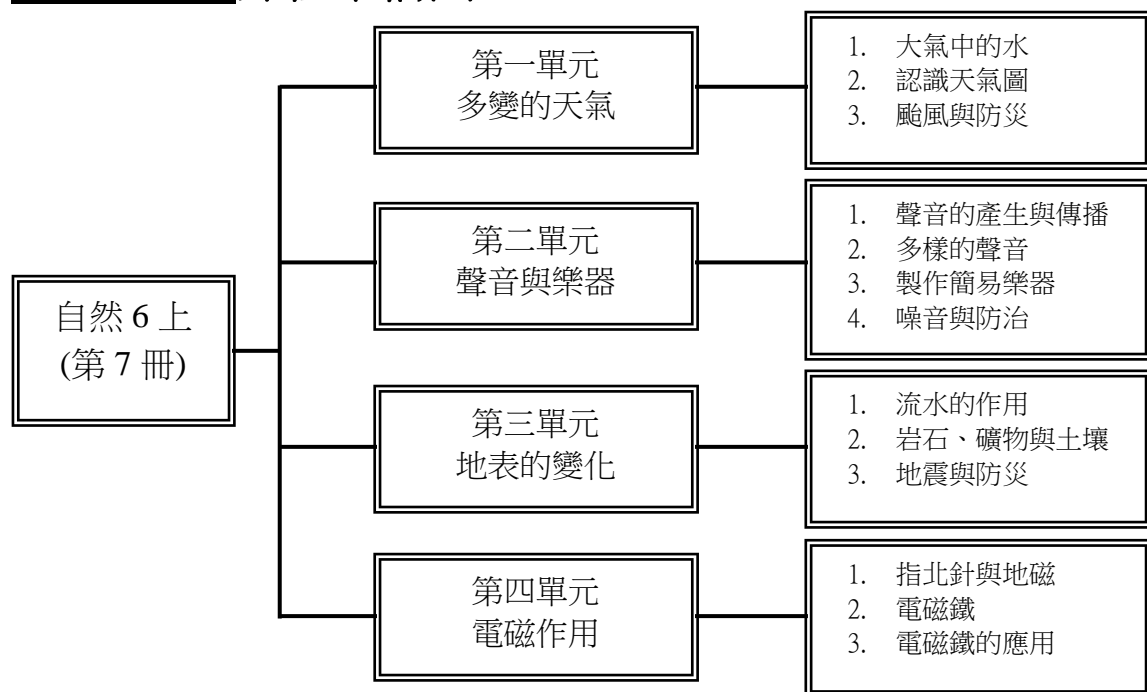 自然 6 上
(第 7 冊)
第一單元
多變的天氣
1. 大氣中的水
2. 認識天氣圖
3. 颱風與防災
第二單元
聲音與樂器
1. 聲音的產生與傳播
2. 多樣的聲音
3. 製作簡易樂器
4. 噪音與防治
第三單元
地表的變化
1. 流水的作用
2. 岩石、礦物與土壤
3. 地震與防災
第四單元
電磁作用
1. 指北針與地磁
2. 電磁鐵
3. 電磁鐵的應用